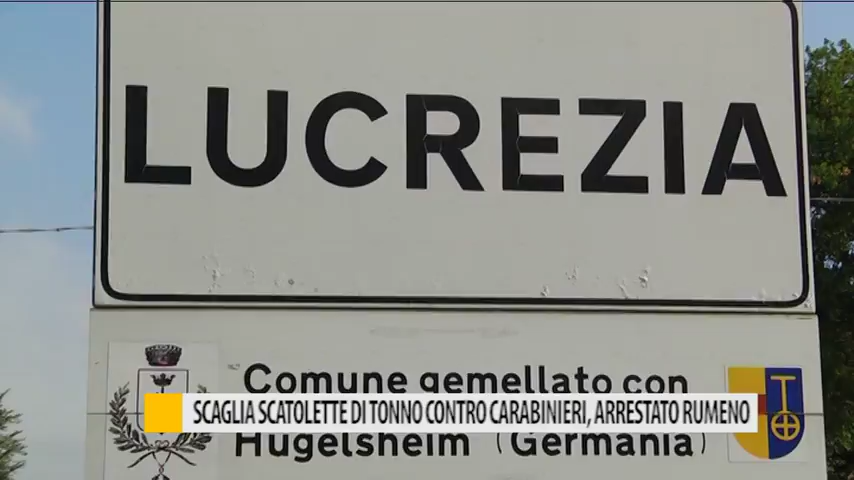 LUCREZIA
Comune gemellato con
SCAGLIA SCATOLETTE DI TONNO CONTRO CARABINIERI, ARRESTATO RUMENO
Hugelsheim (Germania)